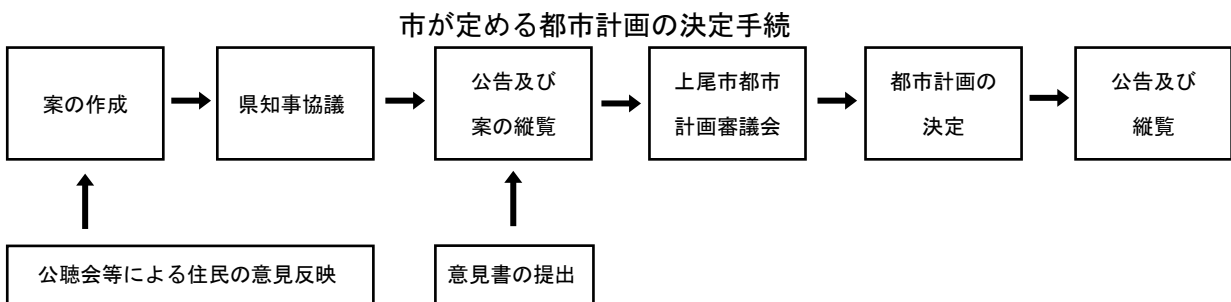 市が定める都市計画の決定手続
案の作成
県知事協議
公告及び
案の縦覧
上尾市都市
計画審議会
都市計画の
決定
公告及び
縦覧
公聴会等による住民の意見反映
意見書の提出